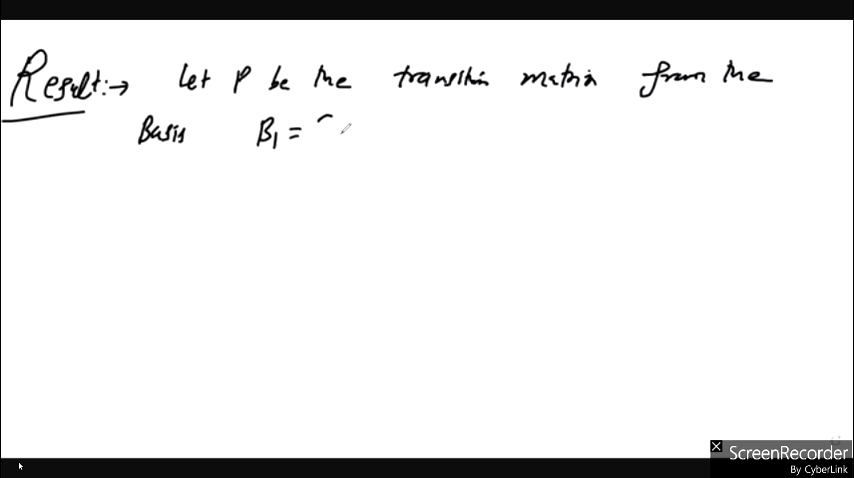 Result:→ Let P be the transition matrix from the
Basis B₁ =
ScreenRecorder
By CyberLink